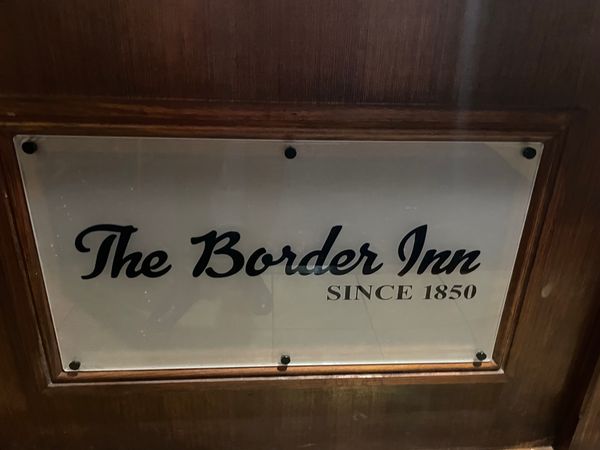 The Border Inn
SINCE 1850